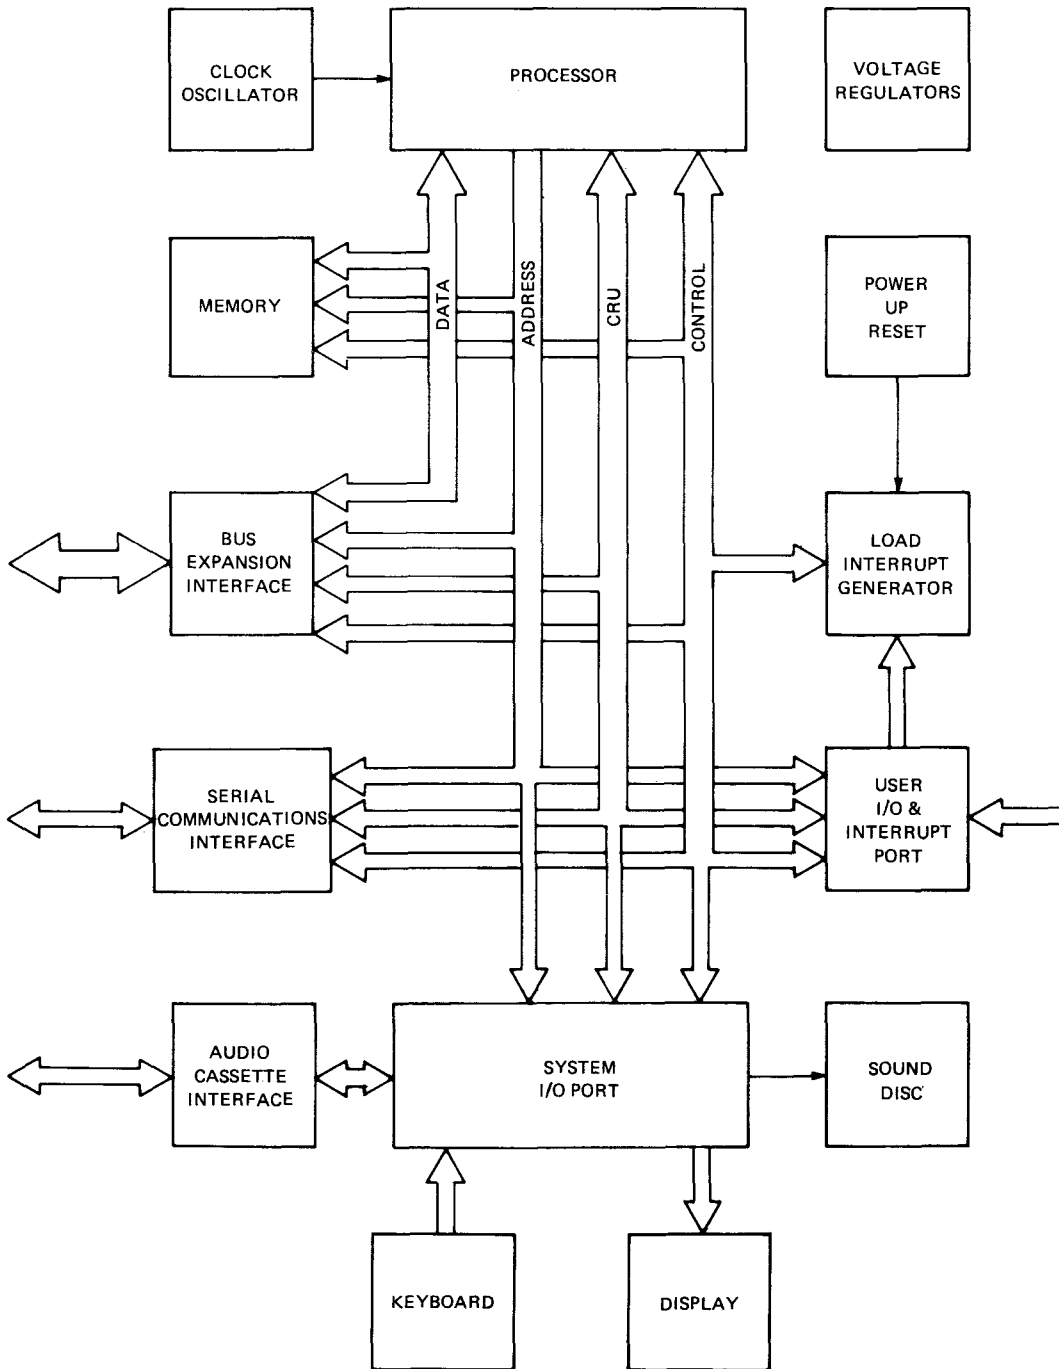 CLOCK
OSCILLATOR
PROCESSOR
VOLTAGE
REGULATORS
MEMORY
DATA
ADDRESS
CRU
CONTROL
POWER
UP
RESET
BUS
EXPANSION
INTERFACE
LOAD
INTERRUPT
GENERATOR
SERIAL
COMMUNICATIONS
INTERFACE
USER
I/O &
INTERRUPT
PORT
AUDIO
CASSETTE
INTERFACE
SYSTEM
I/O PORT
SOUND
DISC
KEYBOARD
DISPLAY